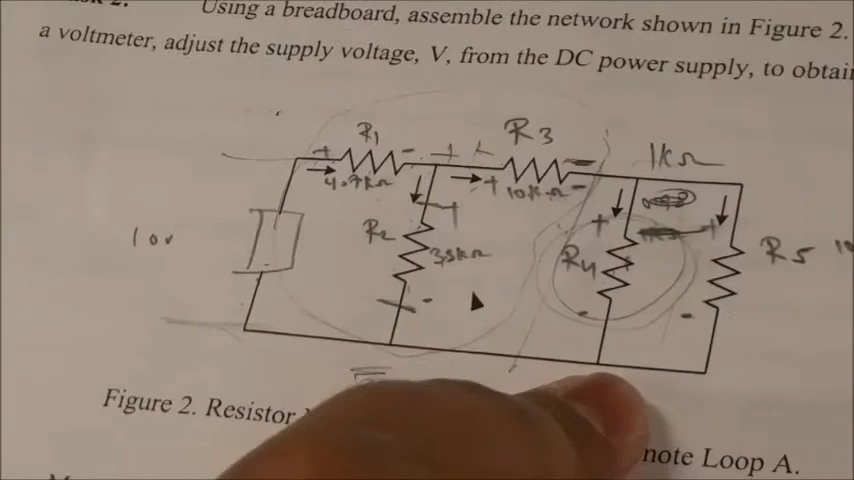 Using a breadboard, assemble the network shown in Figure 2.
a voltmeter, adjust the supply voltage, V, from the DC power supply, to obtain
R1
R3
1kΩ
4.7kΩ
10kΩ
10v
R2
3.3kΩ
R4
R5
Figure 2. Resistor
note Loop A.